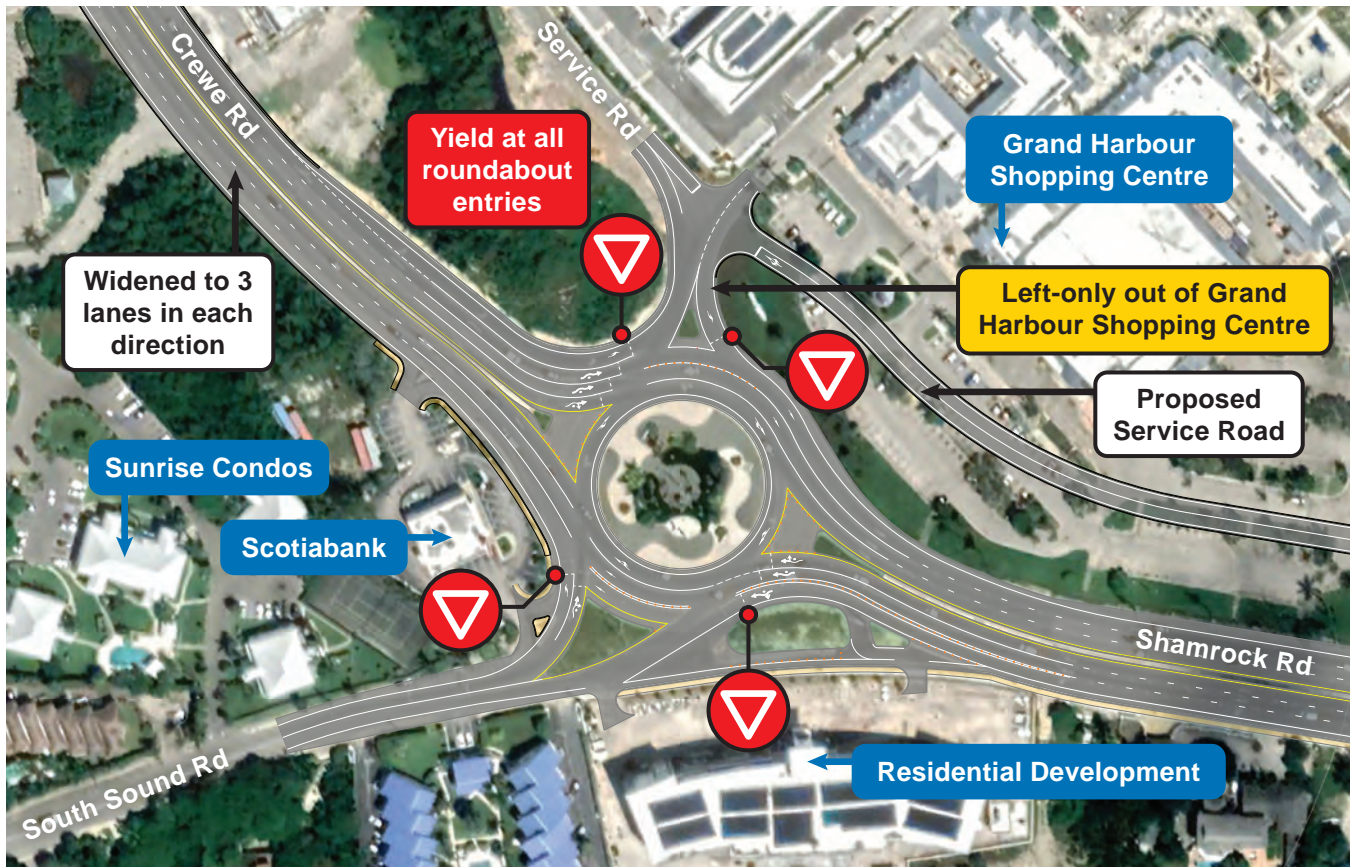 Crewe Rd
Service Rd
Yield at all
roundabout
entries
Grand Harbour
Shopping Centre
Widened to 3
lanes in each
direction
Left-only out of Grand
Harbour Shopping Centre
Proposed
Service Road
Sunrise Condos
Scotiabank
Shamrock Rd
South Sound Rd
Residential Development